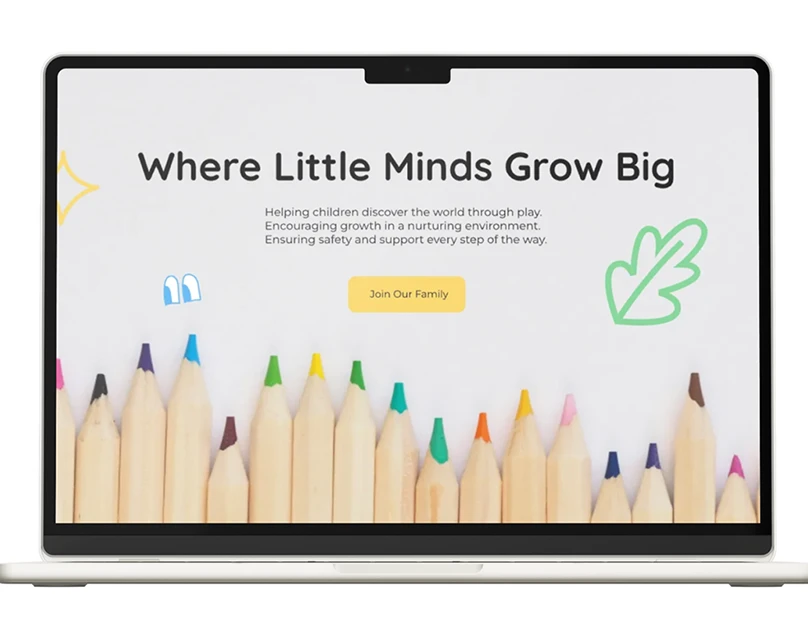 Where Little Minds Grow Big
Helping children discover the world through play.
Encouraging growth in a nurturing environment.
Ensuring safety and support every step of the way.
Join Our Family